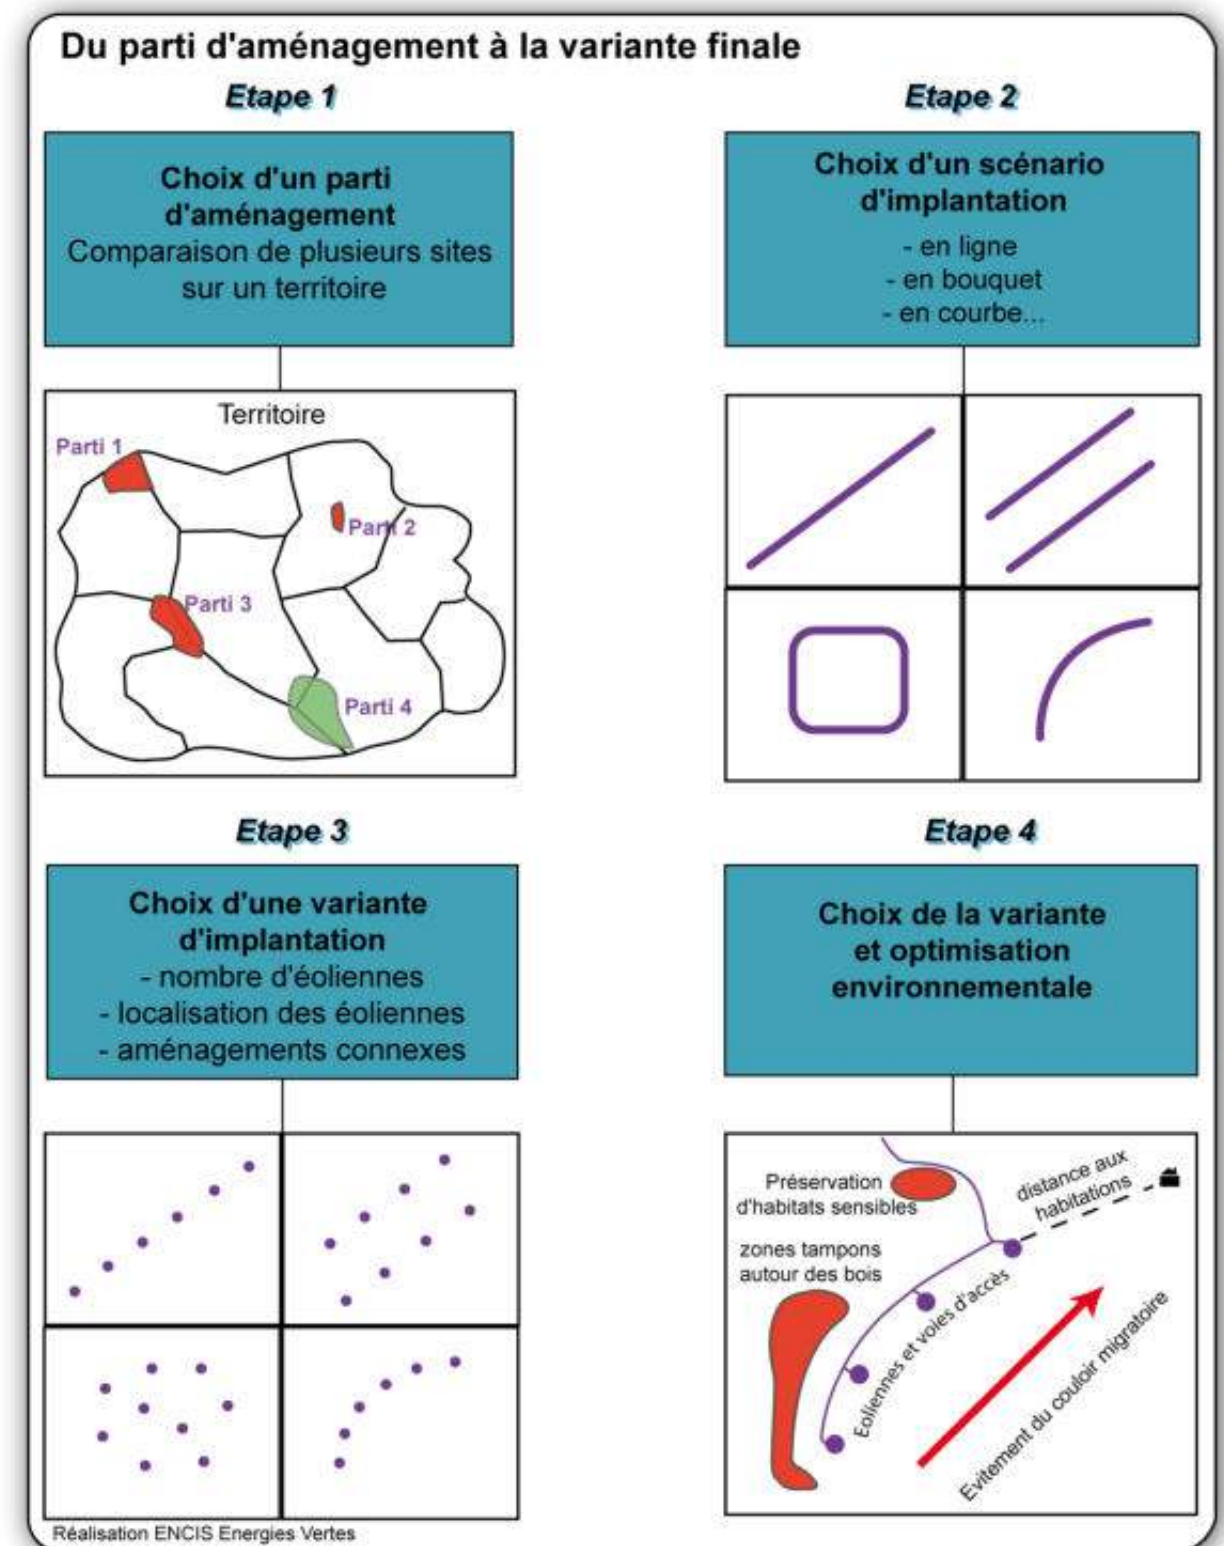 Du parti d'aménagement à la variante finale
Etape 1
Choix d'un parti
d'aménagement
Comparaison de plusieurs sites
sur un territoire
Territoire
Parti 1
Parti 2
Parti 3
Parti 4
Etape 2
Choix d'un scénario
d'implantation
- en ligne
- en bouquet
- en courbe...
Etape 3
Choix d'une variante
d'implantation
- nombre d'éoliennes
- localisation des éoliennes
- aménagements connexes
Etape 4
Choix de la variante
et optimisation
environnementale
Préservation
d'habitats sensibles
distance aux
habitations
zones tampons
autour des bois
Eoliennes et voies d'accès
Evitement du couloir migratoire
Réalisation ENCIS Energies Vertes